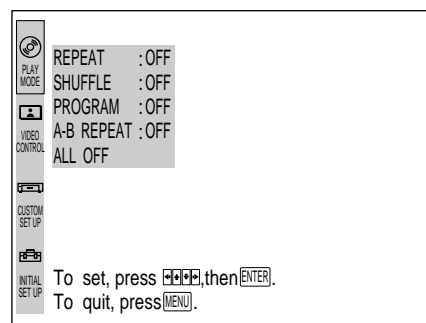 PLAY
MODE
VIDEO
CONTROL
CUSTOM
SET UP
INITIAL
SET UP
REPEAT :OFF
SHUFFLE :OFF
PROGRAM :OFF
A-B REPEAT :OFF
ALL OFF
To set, press ,then ENTER.
To quit, press MENU.